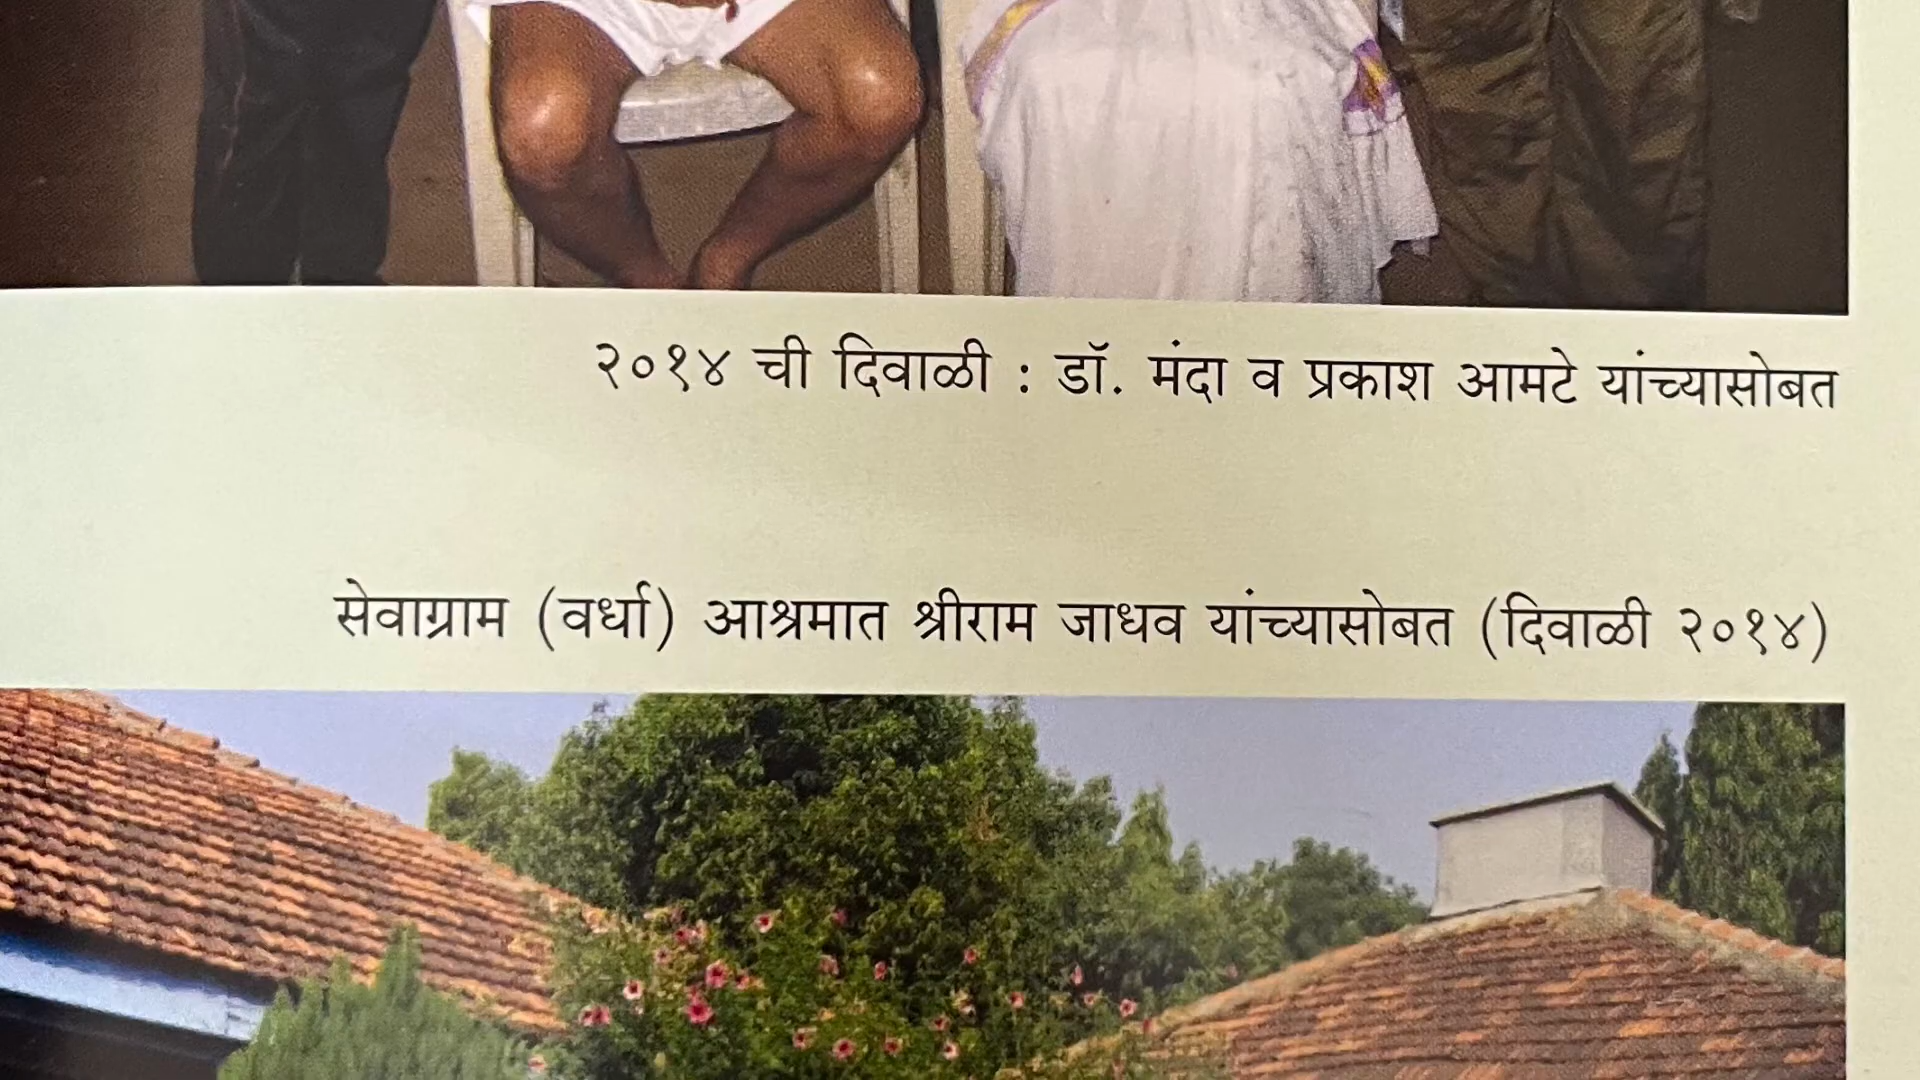 २०१४ ची दिवाळी : डॉ. मंदा व प्रकाश आमटे यांच्यासोबत
सेवाग्राम (वर्धा) आश्रमात श्रीराम जाधव यांच्यासोबत (दिवाळी २०१४)